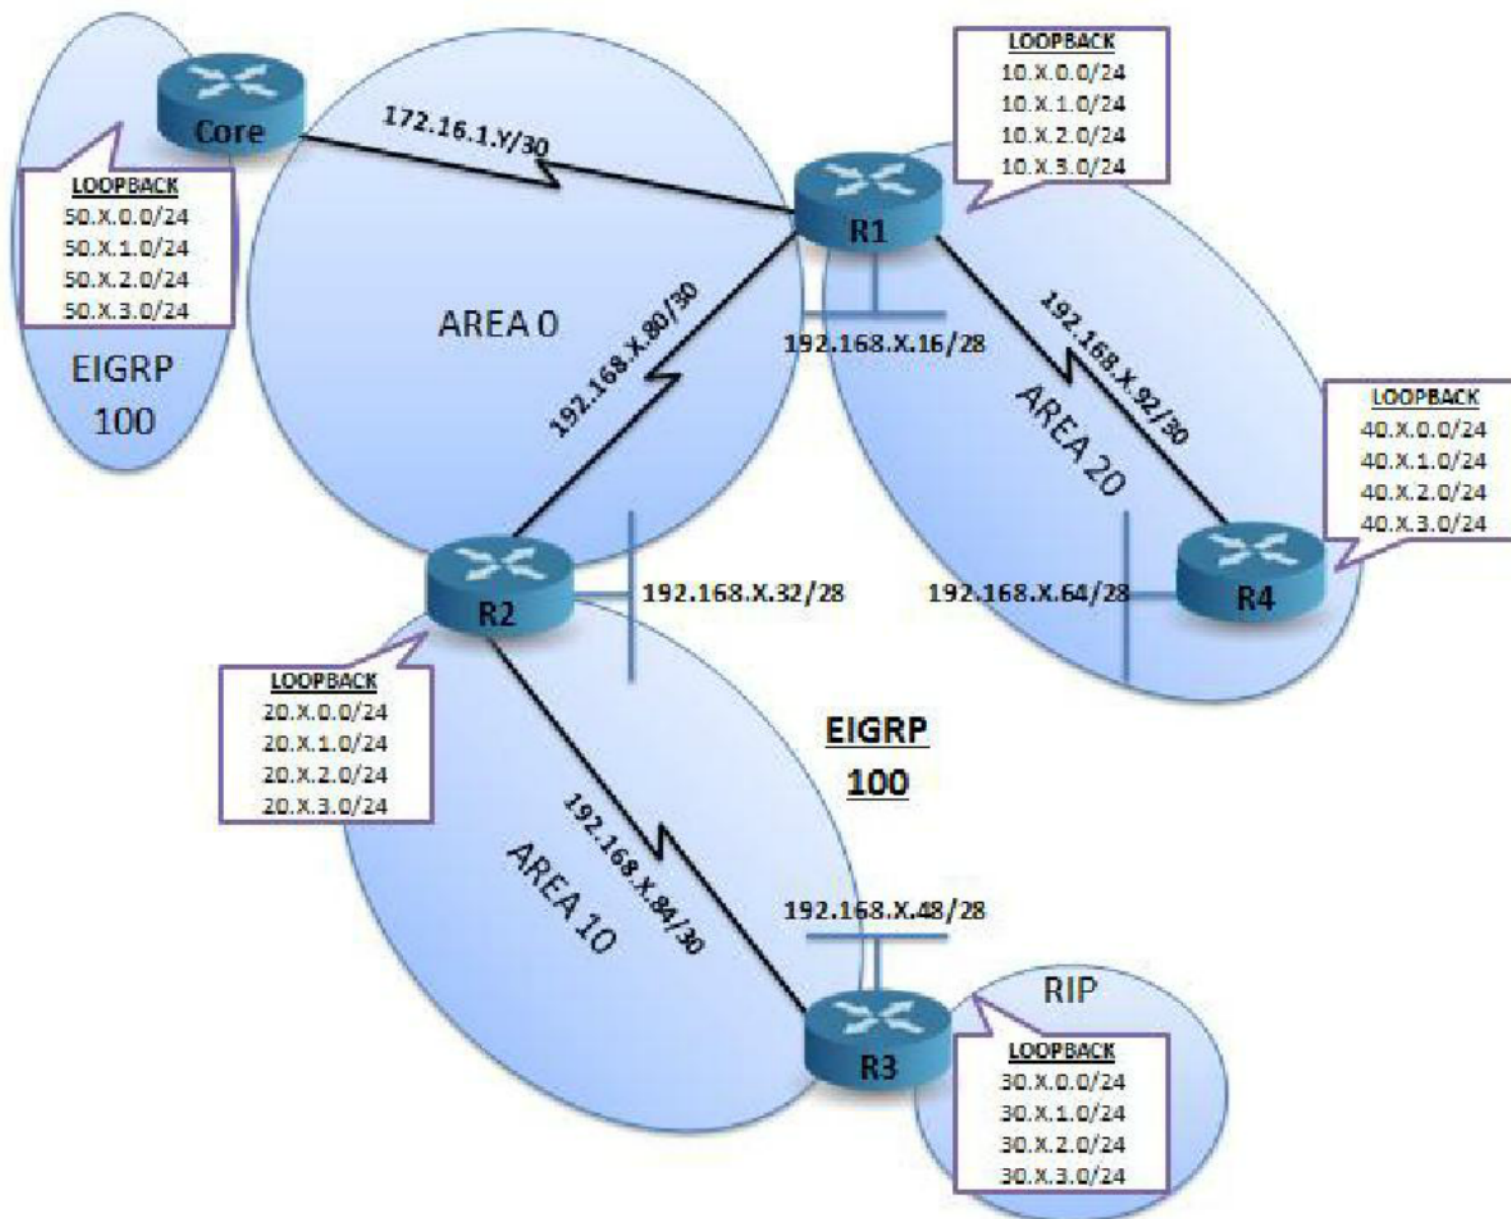 Core
172.16.1.Y/30
LOOPBACK
50.X.0.0/24
50.X.1.0/24
50.X.2.0/24
50.X.3.0/24
EIGRP
100
AREA 0
192.168.X.80/30
R1
LOOPBACK
10.X.0.0/24
10.X.1.0/24
10.X.2.0/24
10.X.3.0/24
192.168.X.16/28
192.168.X.92/30
AREA 20
LOOPBACK
40.X.0.0/24
40.X.1.0/24
40.X.2.0/24
40.X.3.0/24
R2
192.168.X.32/28
192.168.X.64/28
R4
LOOPBACK
20.X.0.0/24
20.X.1.0/24
20.X.2.0/24
20.X.3.0/24
EIGRP
100
192.168.X.84/30
AREA 10
192.168.X.48/28
R3
RIP
LOOPBACK
30.X.0.0/24
30.X.1.0/24
30.X.2.0/24
30.X.3.0/24